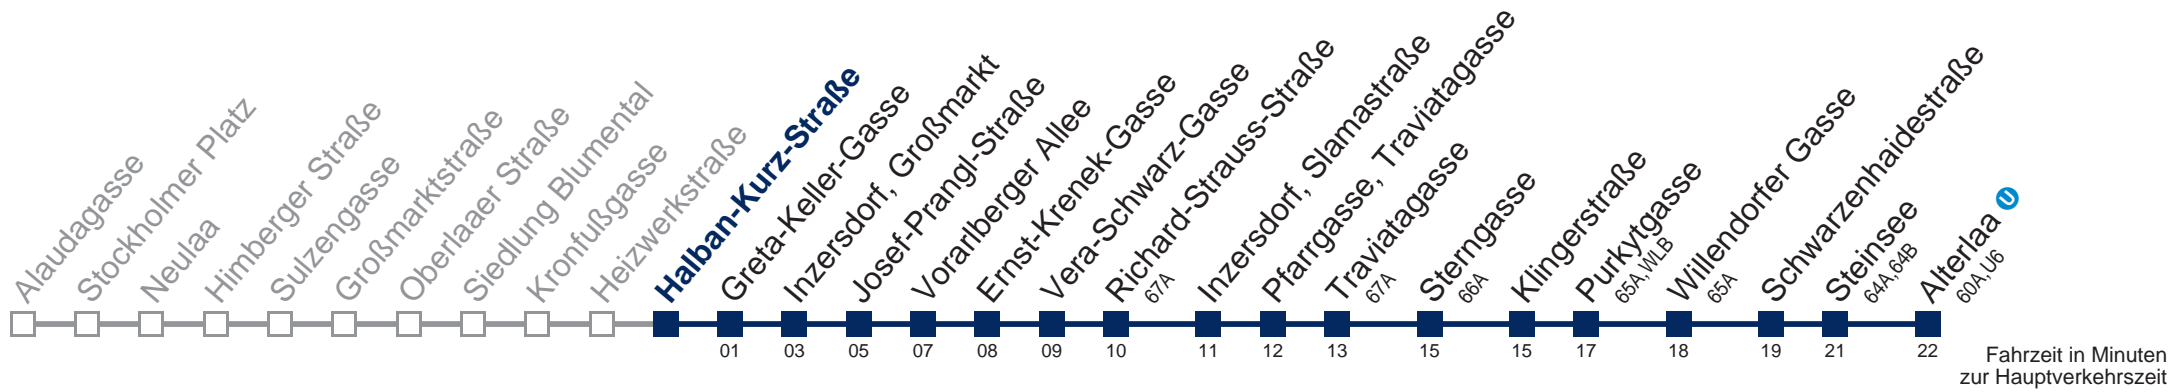 Alaudagasse
Stockholmer Platz
Neulaa
Himberger Straße
Sulzengasse
Großmarktstraße
Oberlaaer Straße
Siedlung Blumental
Kronfußgasse
Heizwerkstraße
Halban-Kurz-Straße
Greta-Keller-Gasse
01
Inzersdorf, Großmarkt
03
Josef-Prangl-Straße
05
Vorarlberger Allee
07
Ernst-Krenek-Gasse
08
Vera-Schwarz-Gasse
09
Richard-Strauss-Straße
67A
10
Inzersdorf, Slamastraße
11
Pfarrgasse, Traviatagasse
12
Traviatagasse
67A
13
Sterngasse
66A
15
Klingerstraße
15
Purkytgasse
65A, WLB
17
Willendorfer Gasse
65A
18
Schwarzenhaidestraße
19
Steinsee
64A, 64B
21
Alterlaa U
60A, U6
22
Fahrzeit in Minuten
zur Hauptverkehrszeit